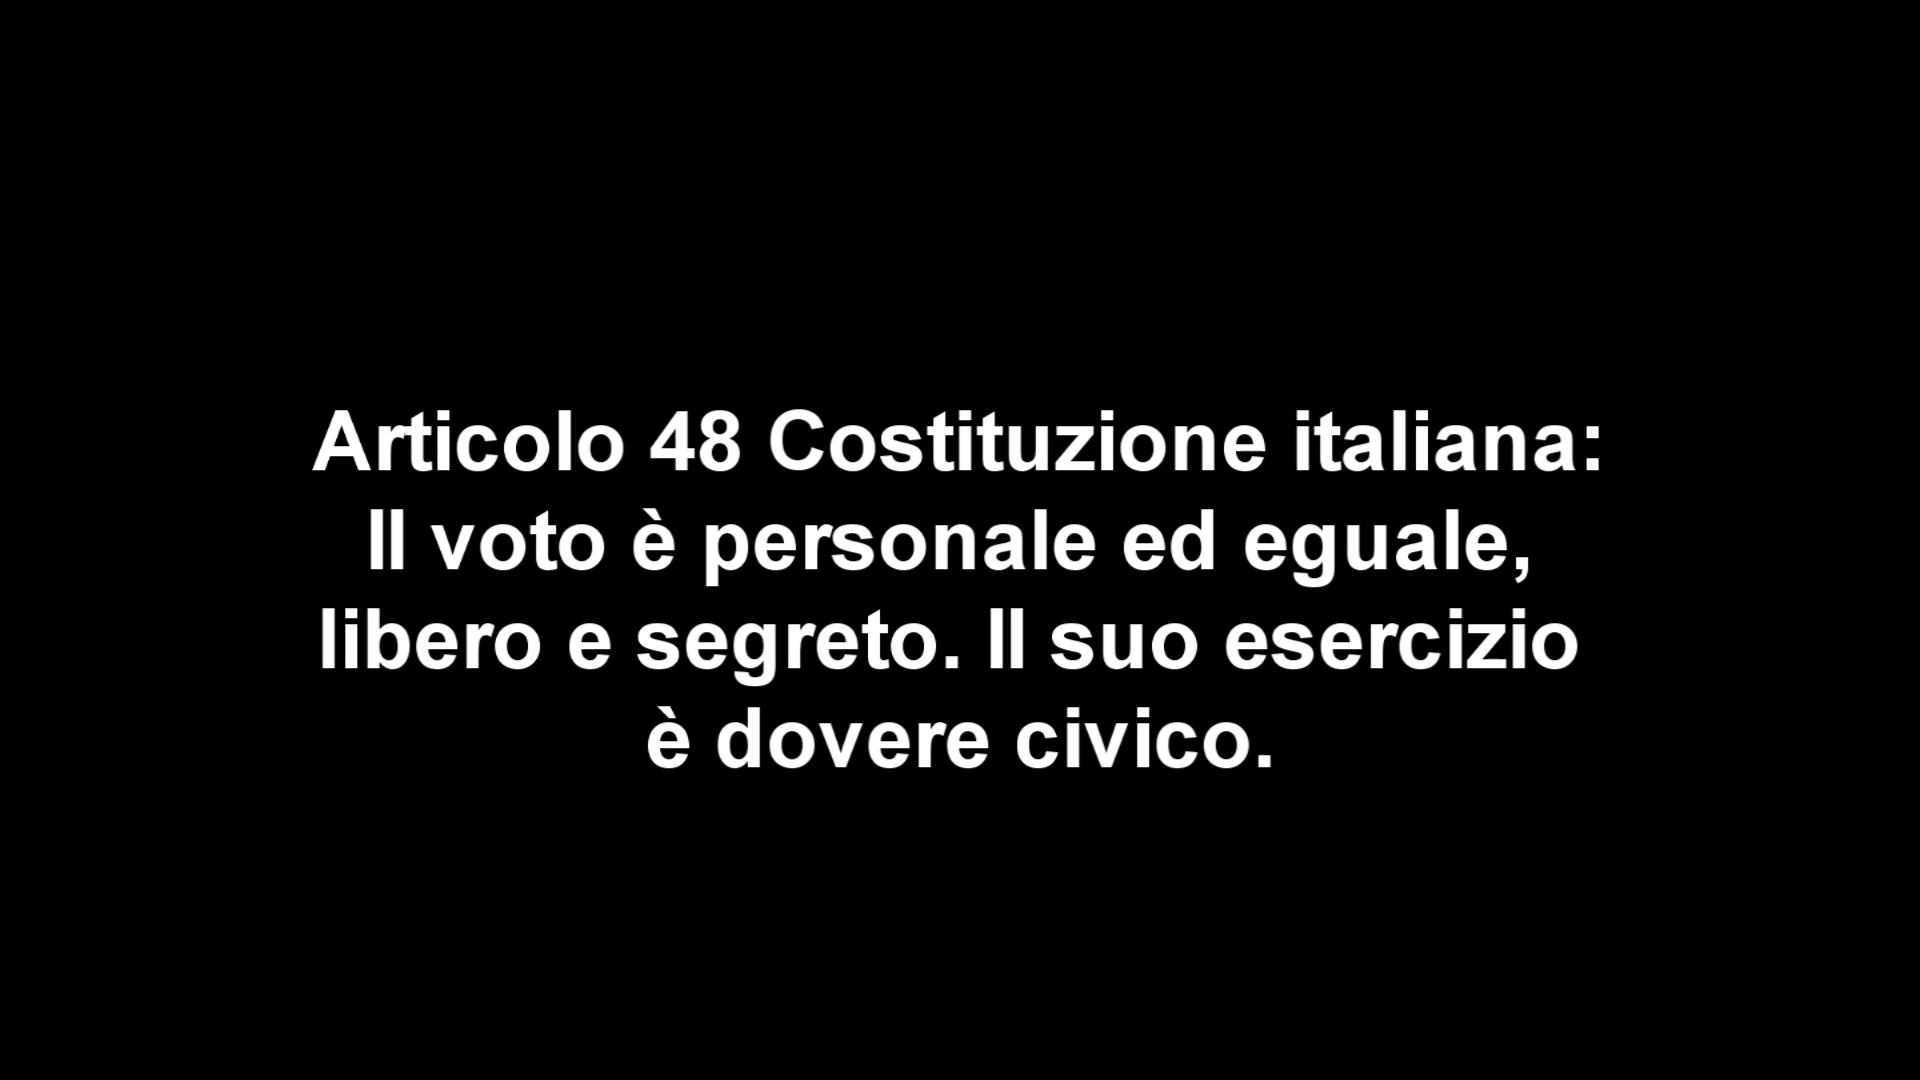 Articolo 48 Costituzione italiana:
Il voto è personale ed eguale,
libero e segreto. Il suo esercizio
è dovere civico.